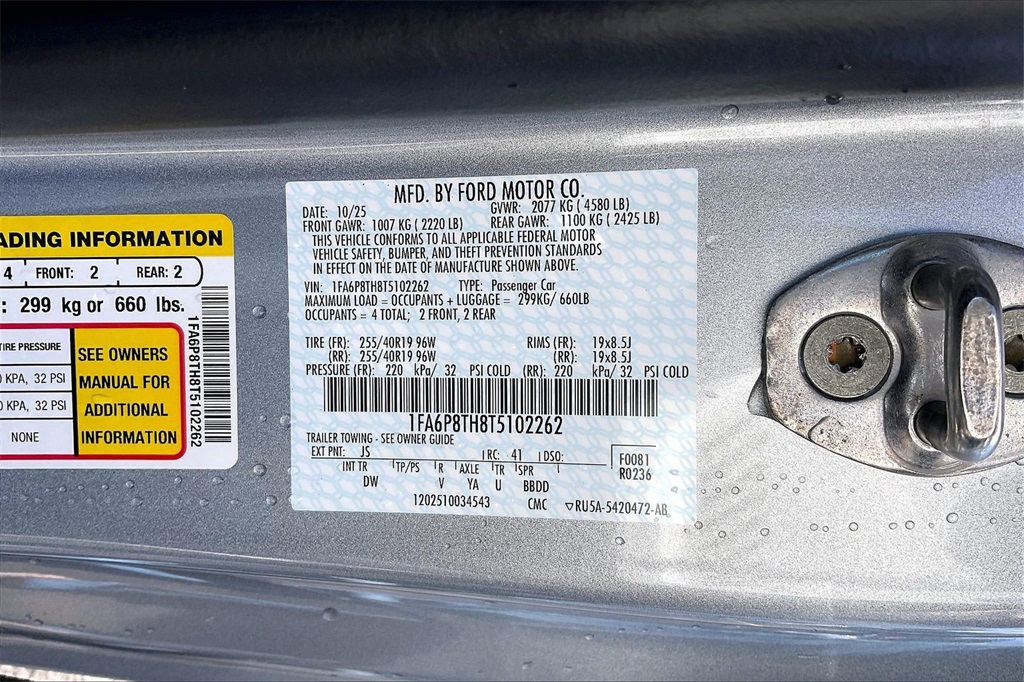 ADING INFORMATION
4 FRONT: 2 REAR: 2
: 299 kg or 660 lbs.
TIRE PRESSURE
KPA, 32 PSI
KPA, 32 PSI
NONE
SEE OWNERS
MANUAL FOR
ADDITIONAL
INFORMATION
1FA6P8TH8T5102262
MFD. BY FORD MOTOR CO.
DATE: 10/25 GVWR: 2077 KG ( 4580 LB)
FRONT GAWR: 1007 KG ( 2220 LB) REAR GAWR: 1100 KG ( 2425 LB)
THIS VEHICLE CONFORMS TO ALL APPLICABLE FEDERAL MOTOR
VEHICLE SAFETY, BUMPER, AND THEFT PREVENTION STANDARDS
IN EFFECT ON THE DATE OF MANUFACTURE SHOWN ABOVE.
VIN: 1FA6P8TH8T5102262 TYPE: Passenger Car
MAXIMUM LOAD = OCCUPANTS + LUGGAGE = 299KG/ 660LB
OCCUPANTS = 4 TOTAL; 2 FRONT, 2 REAR
TIRE (FR): 255/40R19 96W RIMS (FR): 19x8.5J
(RR): 255/40R19 96W (RR): 19x8.5J
PRESSURE (FR): 220 kPa/ 32 PSI COLD (RR): 220 kPa/ 32 PSI COLD
1FA6P8TH8T5102262
TRAILER TOWING - SEE OWNER GUIDE
EXT PNT: JS RC: 41 DSO: F0081
INT TR TP/PS R AXLE TR SPR R0236
DW V YA U BBDD
1202510034543 CMC ▽RU5A-5420472-AB